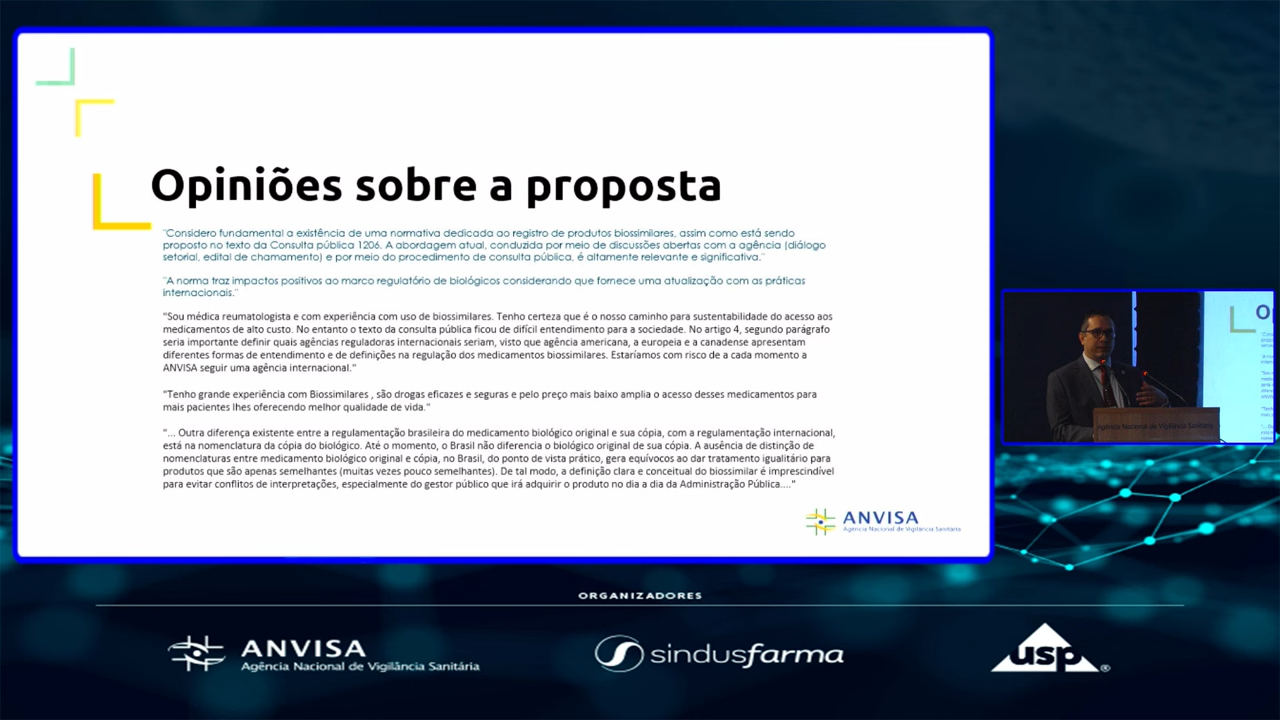 Opiniões sobre a proposta
¨Considero fundamental a existência de uma normativa dedicada ao registro de produtos biossimilares, assim como está sendo
proposto no texto da Consulta pública 1206. A abordagem atual, conduzida por meio de discussões abertas com a agência (diálogo
setorial, edital de chamamento) e por meio do procedimento de consulta pública, é altamente relevante e significativa.¨
¨A norma traz impactos positivos ao marco regulatório de biológicos considerando que fornece uma atualização com as práticas
internacionais.¨
"Sou médica reumatologista e com experiência com uso de biossimilares. Tenho certeza que é o nosso caminho para sustentabilidade do acesso aos
medicamentos de alto custo. No entanto o texto da consulta pública ficou de difícil entendimento para a sociedade. No artigo 4, segundo parágrafo
seria importante definir quais agências reguladoras internacionais seriam, visto que agência americana, a europeia e a canadense apresentam
diferentes formas de entendimento e de definições na regulação dos medicamentos biossimilares. Estaríamos com risco de a cada momento a
ANVISA seguir uma agência internacional."
"Tenho grande experiência com Biossimilares , são drogas eficazes e seguras e pelo preço mais baixo amplia o acesso desses medicamentos para
mais pacientes lhes oferecendo melhor qualidade de vida."
"... Outra diferença existente entre a regulamentação brasileira do medicamento biológico original e sua cópia, com a regulamentação internacional,
está na nomenclatura da cópia do biológico. Até o momento, o Brasil não diferencia o biológico original de sua cópia. A ausência de distinção de
nomenclaturas entre medicamento biológico original e cópia, no Brasil, do ponto de vista prático, gera equívocos ao dar tratamento igualitário para
produtos que são apenas semelhantes (muitas vezes pouco semelhantes). De tal modo, a definição clara e conceitual do biossimilar é imprescindível
para evitar conflitos de interpretações, especialmente do gestor público que irá adquirir o produto no dia a dia da Administração Pública...."
ANVISA
Agência Nacional de Vigilância Sanitária
Agência Nacional de Vigilância Sanitária
ORGANIZADORES
ANVISA
Agência Nacional de Vigilância Sanitária
sindusfarma
usp®